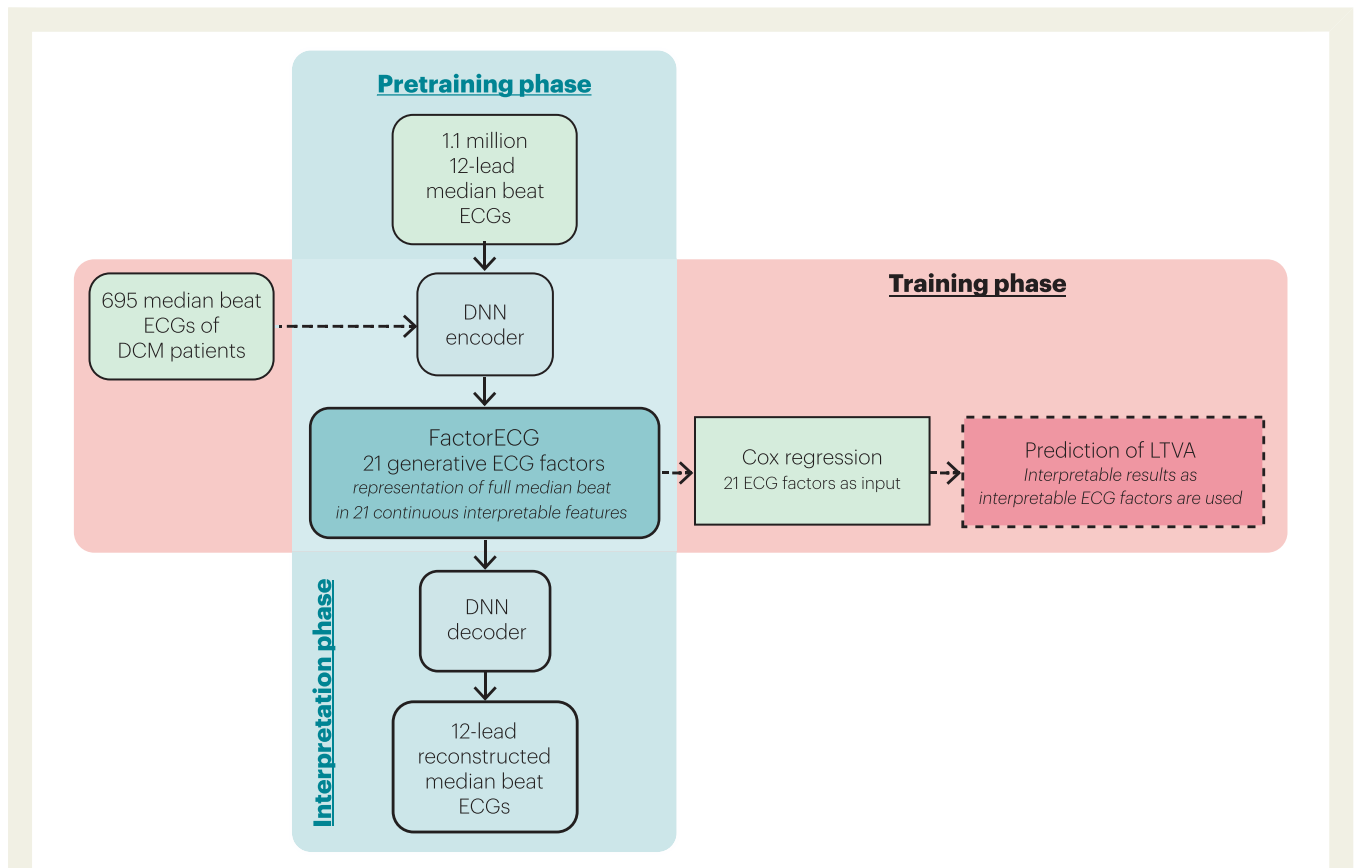 Pretraining phase
1.1 million
12-lead
median beat
ECGs
695 median beat
ECGs of
DCM patients
DNN
encoder
Training phase
FactorECG
21 generative ECG factors
representation of full median beat
in 21 continuous interpretable features
Cox regression
21 ECG factors as input
Prediction of LTVA
Interpretable results as
interpretable ECG factors are used
Interpretation phase
DNN
decoder
12-lead
reconstructed
median beat
ECGs